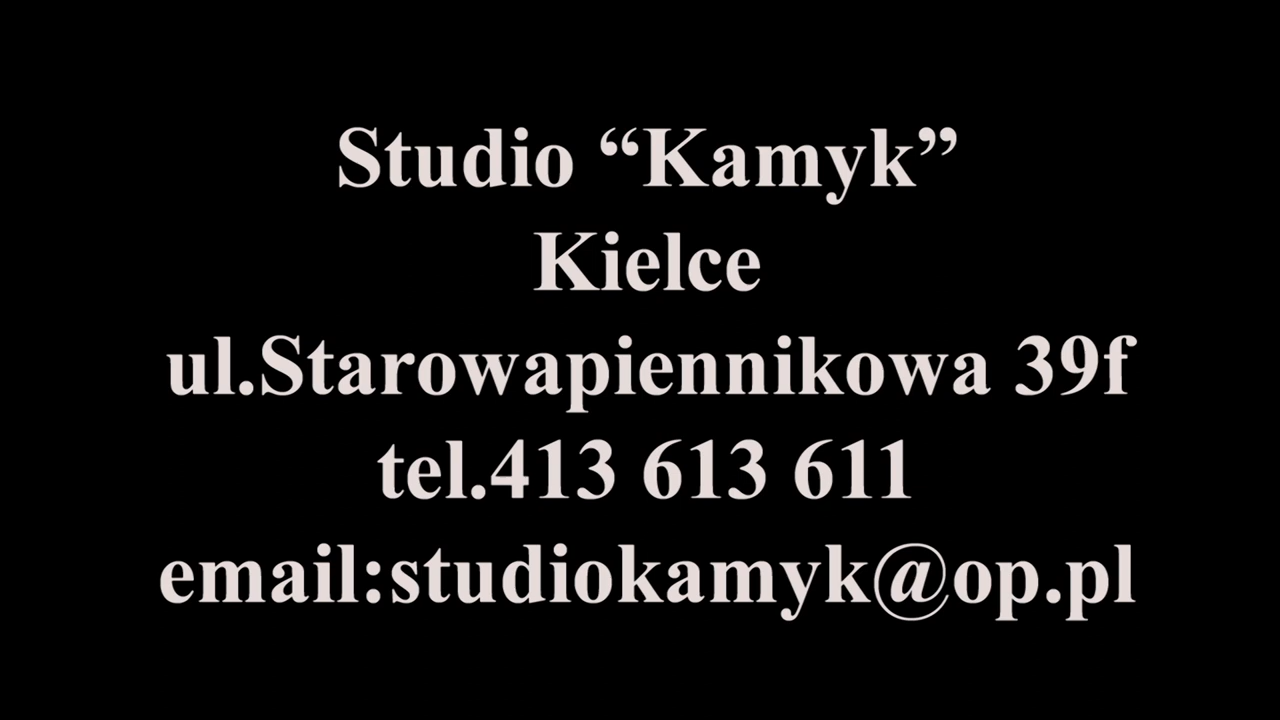 Studio “Kamyk”
Kielce
ul.Starowapiennikowa 39f
tel.413 613 611
email:studiokamyk@op.pl